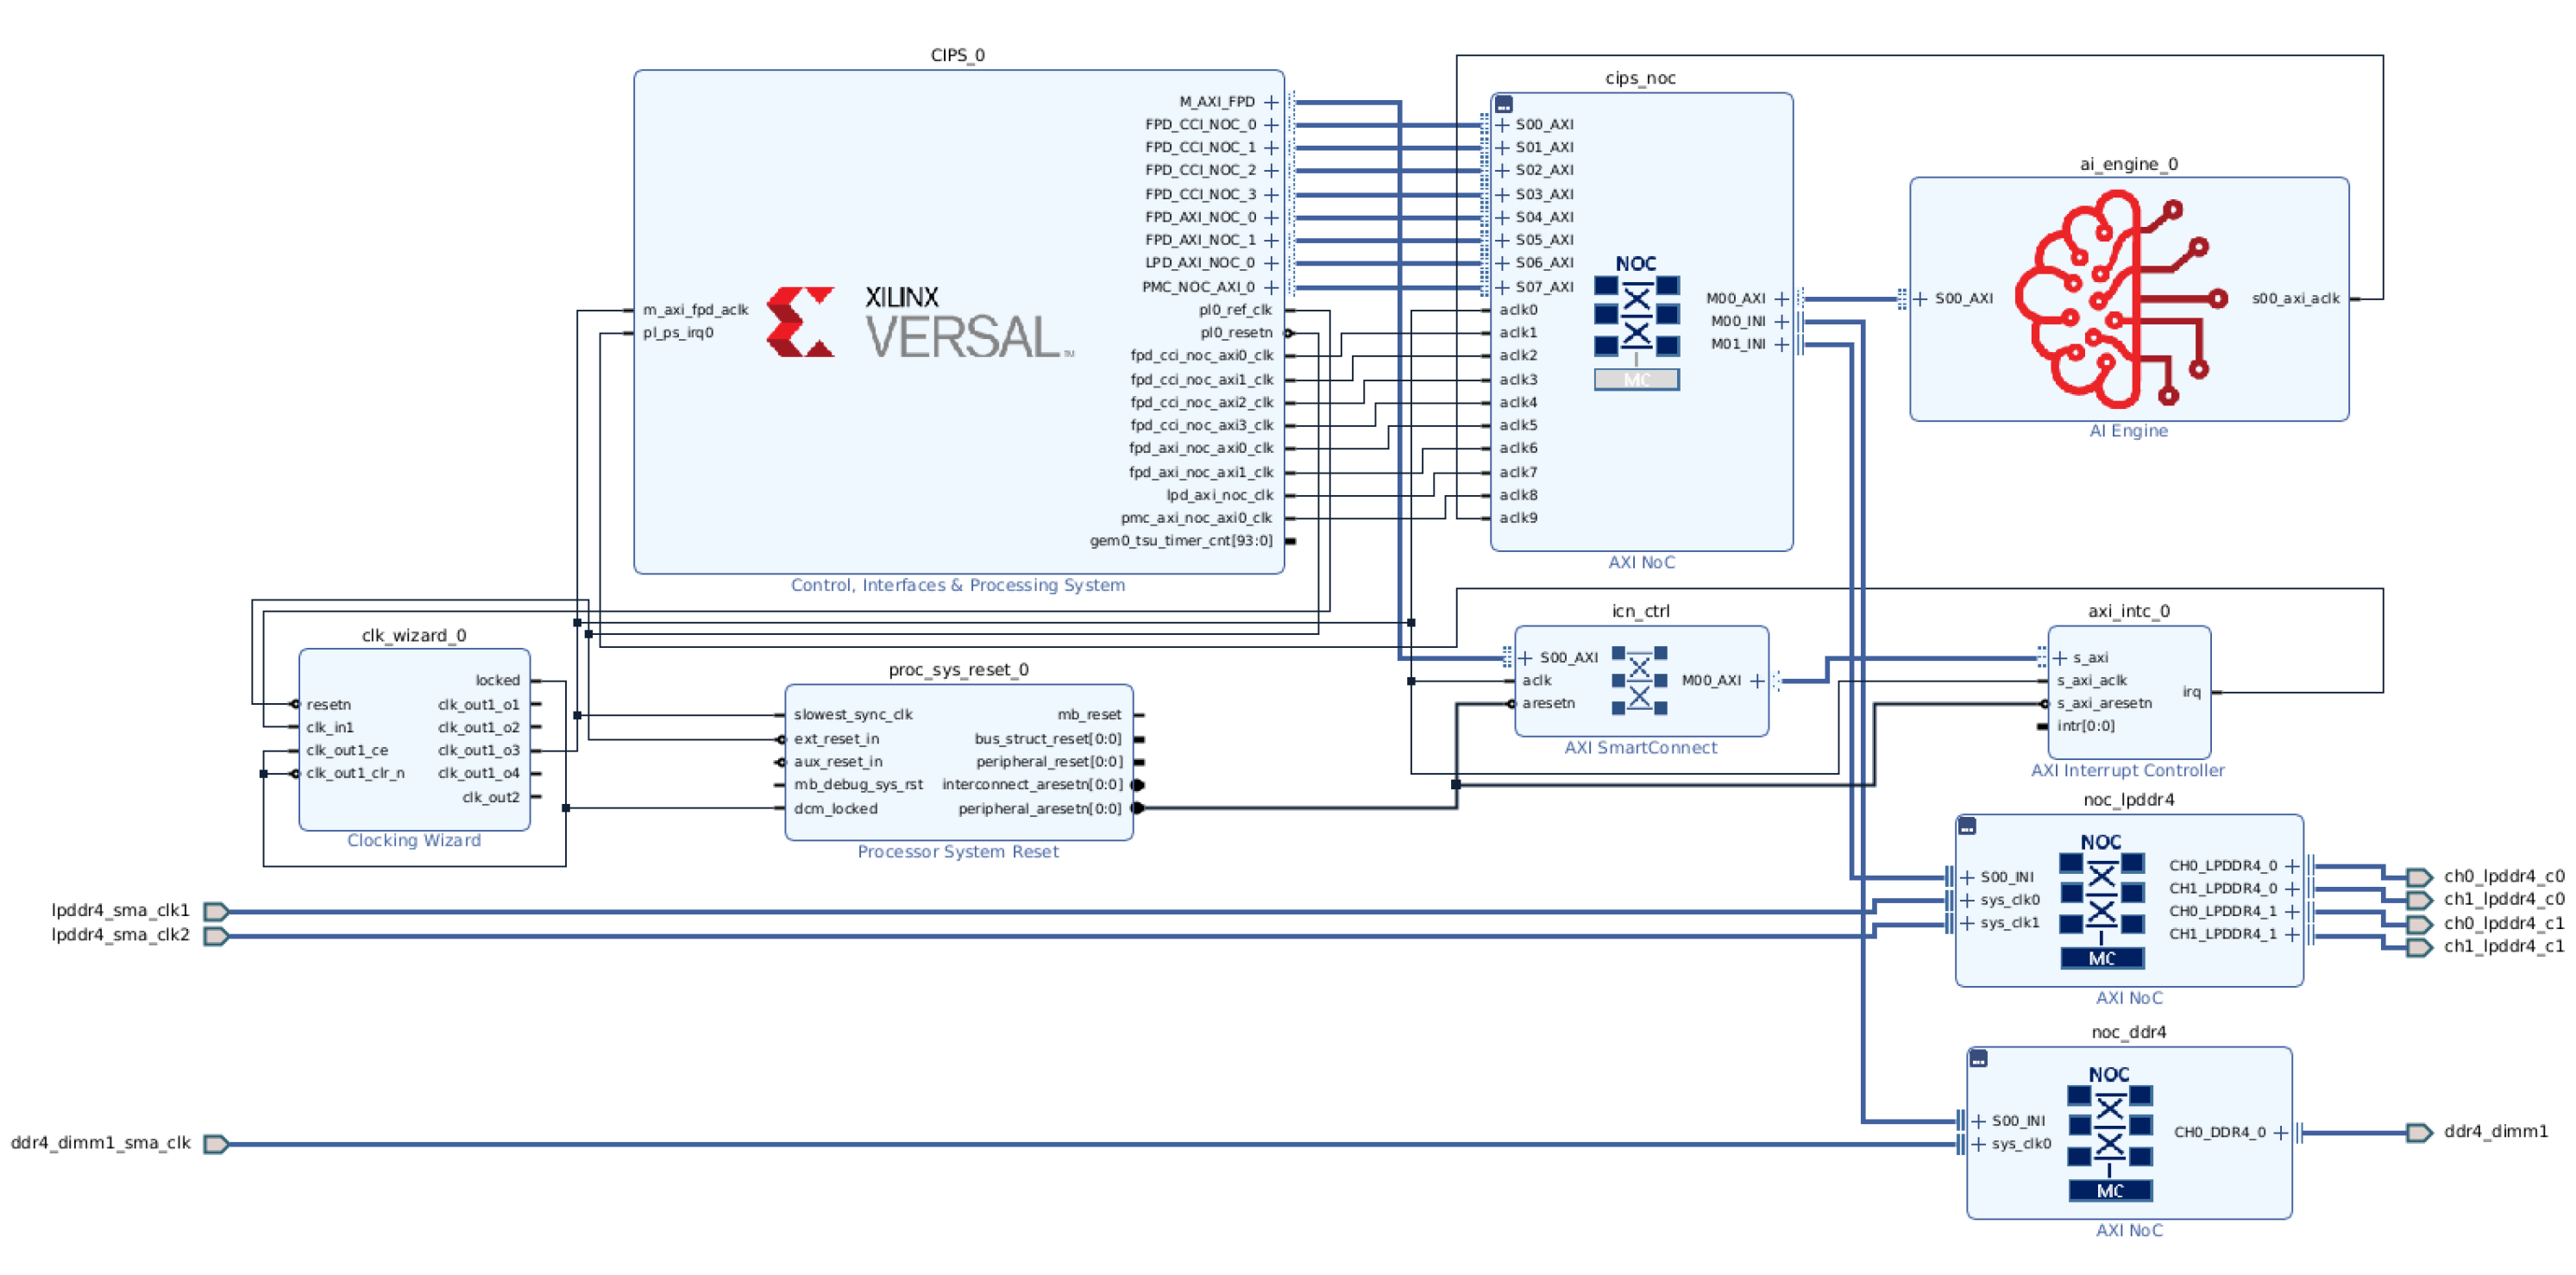 CIPS_0
M_AXI_FPD
FPD_CCI_NOC_0
FPD_CCI_NOC_1
FPD_CCI_NOC_2
FPD_CCI_NOC_3
FPD_AXI_NOC_0
FPD_AXI_NOC_1
LPD_AXI_NOC_0
PMC_NOC_AXI_0
pl0_ref_clk
pl0_resetn
fpd_cci_noc_axi0_clk
fpd_cci_noc_axi1_clk
fpd_cci_noc_axi2_clk
fpd_cci_noc_axi3_clk
fpd_axi_noc_axi0_clk
fpd_axi_noc_axi1_clk
lpd_axi_noc_clk
pmc_axi_noc_axi0_clk
gem0_tsu_timer_cnt[93:0]
m_axi_fpd_aclk
pl_ps_irq0
XILINX
VERSAL™
Control, Interfaces & Processing System
cips_noc
S00_AXI
S01_AXI
S02_AXI
S03_AXI
S04_AXI
S05_AXI
S06_AXI
S07_AXI
aclk0
aclk1
aclk2
aclk3
aclk4
aclk5
aclk6
aclk7
aclk8
aclk9
NOC
MC
M00_AXI
M00_INI
M01_INI
AXI NoC
ai_engine_0
S00_AXI
s00_axi_aclk
AI Engine
clk_wizard_0
resetn
clk_in1
clk_out1_ce
clk_out1_clr_n
locked
clk_out1_o1
clk_out1_o2
clk_out1_o3
clk_out1_o4
clk_out2
Clocking Wizard
proc_sys_reset_0
slowest_sync_clk
ext_reset_in
aux_reset_in
mb_debug_sys_rst
dcm_locked
mb_reset
bus_struct_reset[0:0]
peripheral_reset[0:0]
interconnect_aresetn[0:0]
peripheral_aresetn[0:0]
Processor System Reset
icn_ctrl
S00_AXI
aclk
aresetn
M00_AXI
AXI SmartConnect
axi_intc_0
s_axi
s_axi_aclk
s_axi_aresetn
intr[0:0]
irq
AXI Interrupt Controller
noc_lpddr4
S00_INI
sys_clk0
sys_clk1
NOC
MC
CH0_LPDDR4_0
CH1_LPDDR4_0
CH0_LPDDR4_1
CH1_LPDDR4_1
AXI NoC
lpddr4_sma_clk1
lpddr4_sma_clk2
ch0_lpddr4_c0
ch1_lpddr4_c0
ch0_lpddr4_c1
ch1_lpddr4_c1
noc_ddr4
S00_INI
sys_clk0
NOC
MC
CH0_DDR4_0
AXI NoC
ddr4_dimm1_sma_clk
ddr4_dimm1